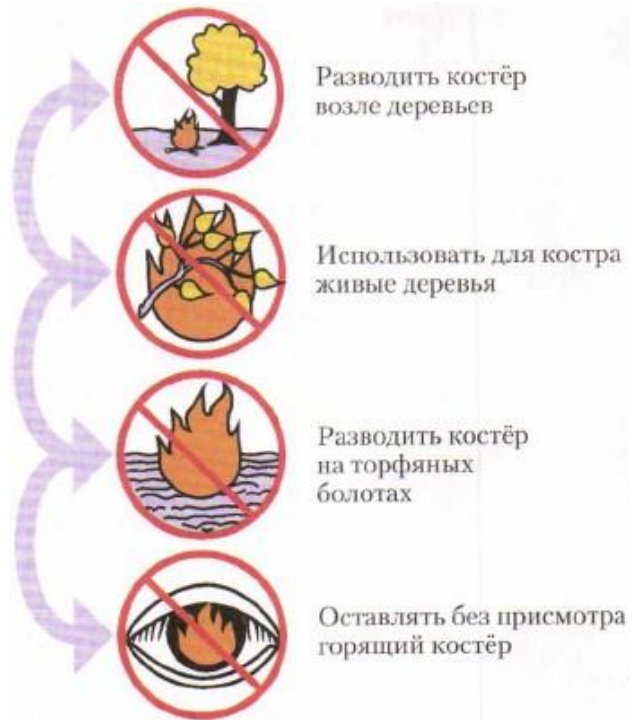 Разводить костёр
возле деревьев
Использовать для костра
живые деревья
Разводить костёр
на торфяных
болотах
Оставлять без присмотра
горящий костёр